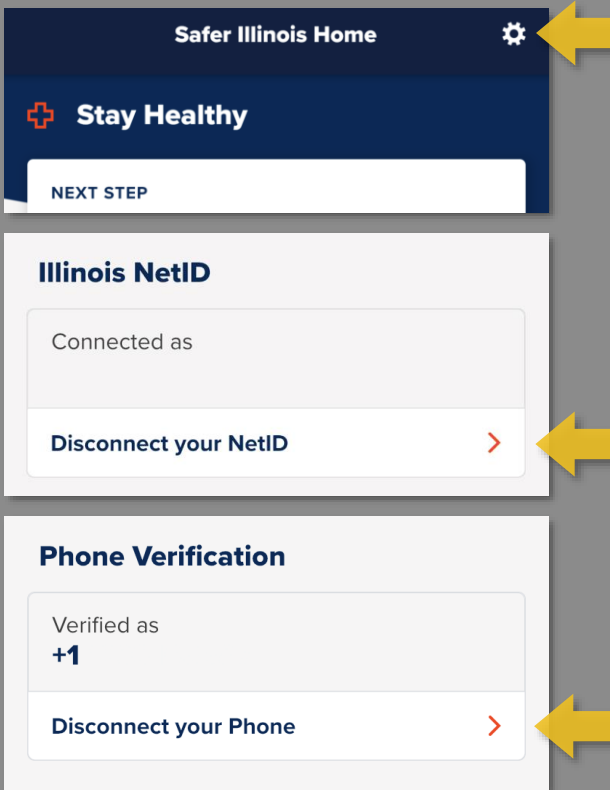 Safer Illinois Home
Stay Healthy
NEXT STEP
Illinois NetID
Connected as
Disconnect your NetID
Phone Verification
Verified as
+1
Disconnect your Phone